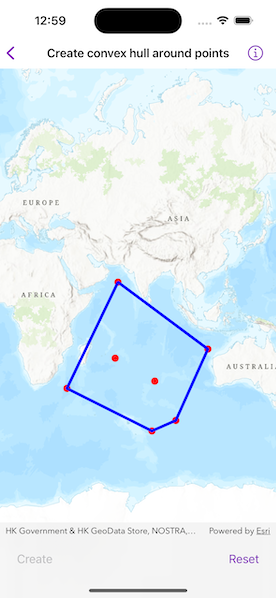 12:59
Create convex hull around points
EUROPE
ASIA
AFRICA
AUSTRALI
HK Government & HK GeoData Store, NOSTRA,...
Powered by Esri
Create
Reset